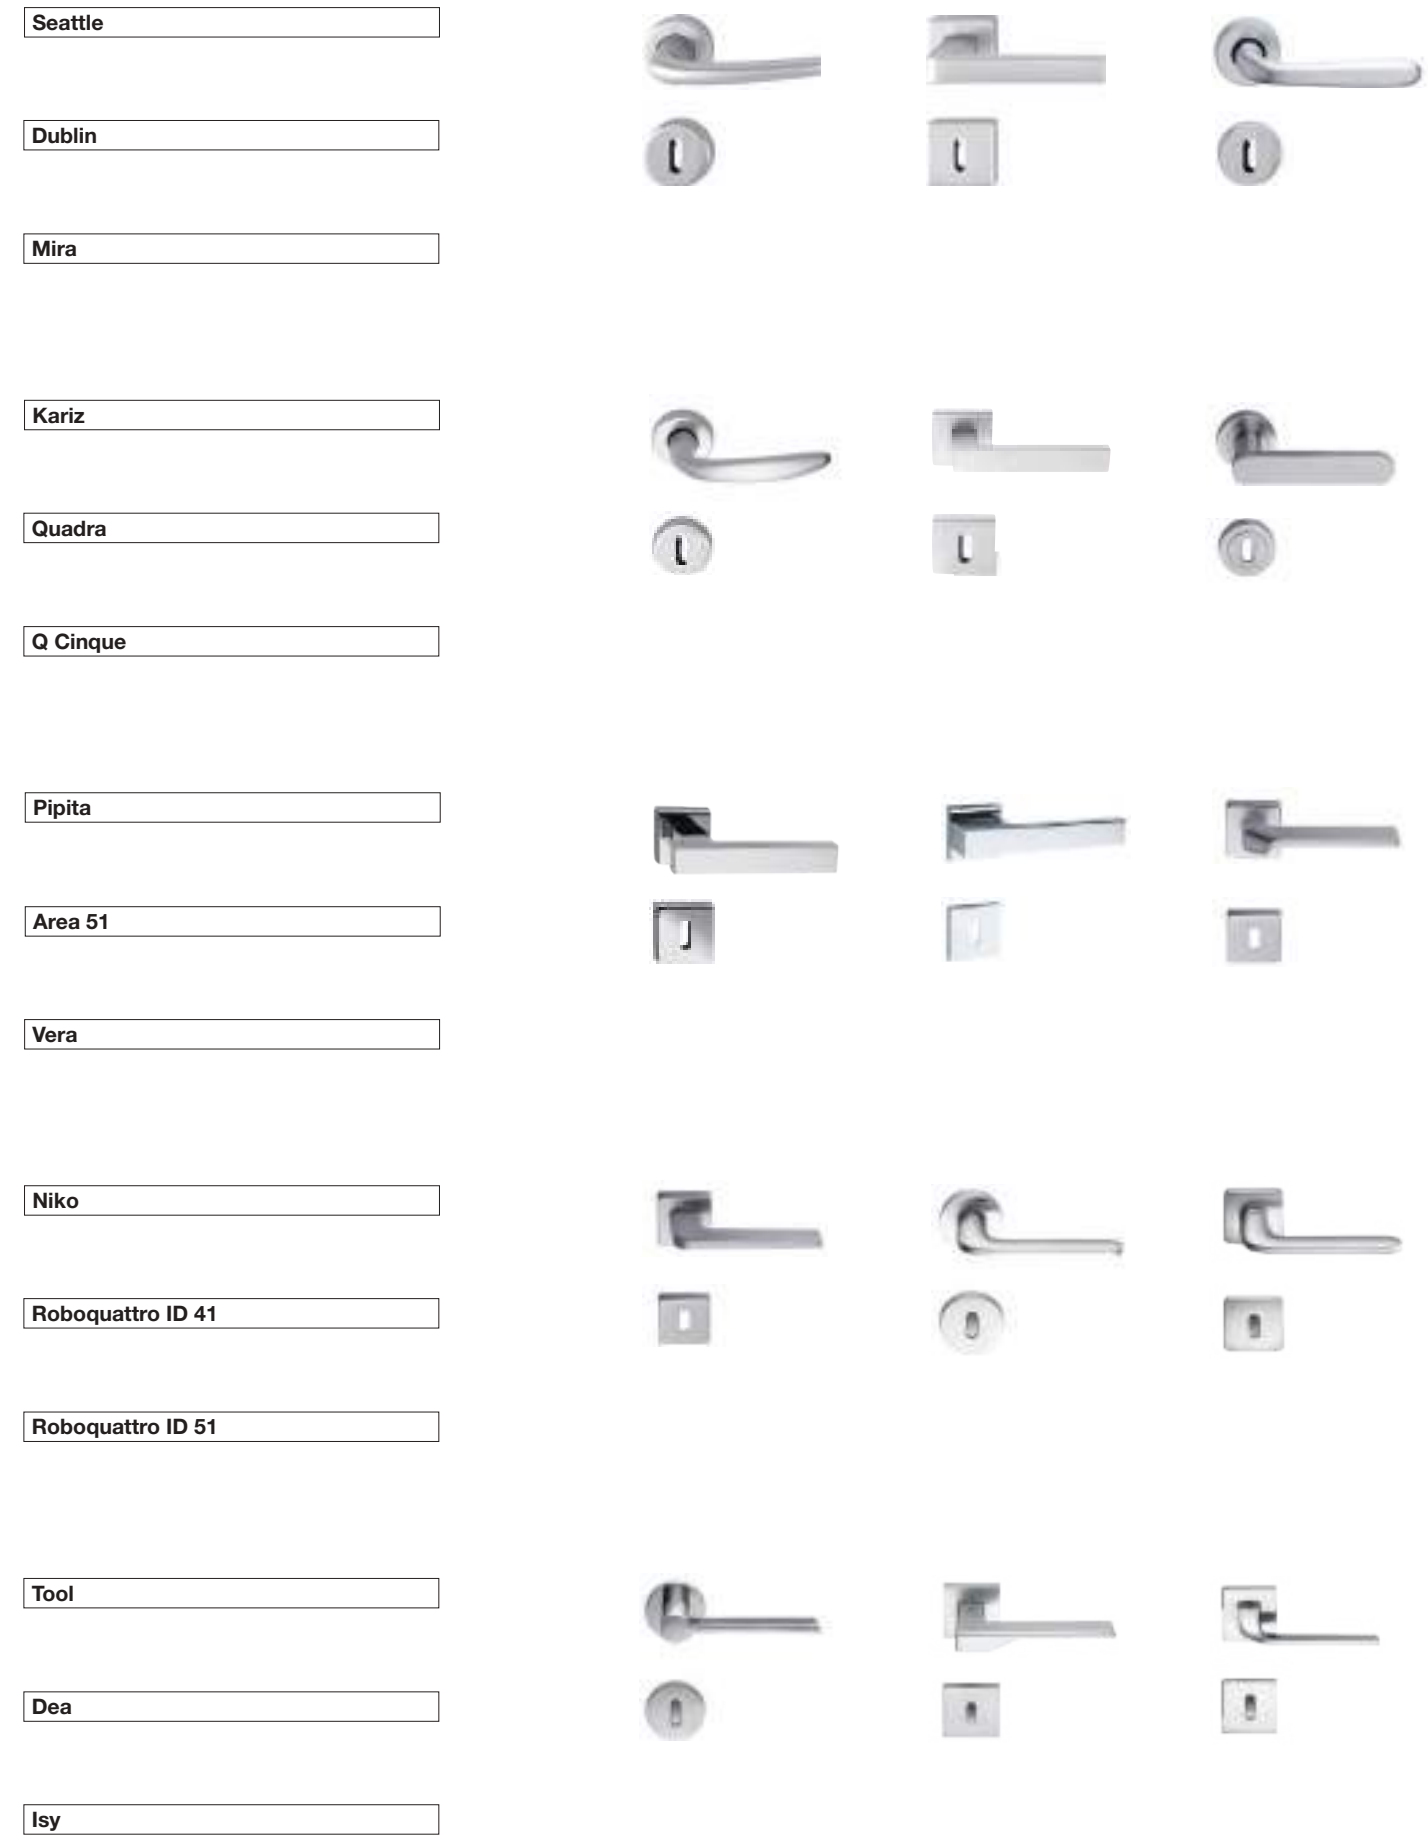 Seattle
Dublin
Mira
Kariz
Quadra
Q Cinque
Pipita
Area 51
Vera
Niko
Roboquattro ID 41
Roboquattro ID 51
Tool
Dea
Isy